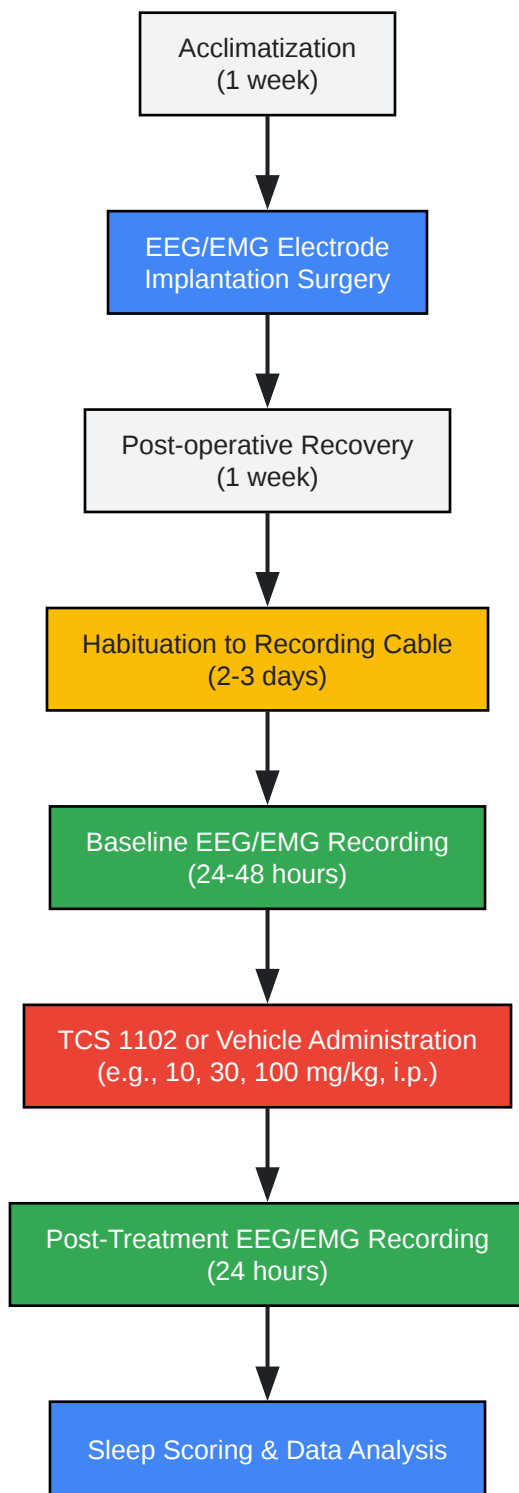 Acclimatization
(1 week)
EEG/EMG Electrode
Implantation Surgery
Post-operative Recovery
(1 week)
Habituation to Recording Cable
(2-3 days)
Baseline EEG/EMG Recording
(24-48 hours)
TCS 1102 or Vehicle Administration
(e.g., 10, 30, 100 mg/kg, i.p.)
Post-Treatment EEG/EMG Recording
(24 hours)
Sleep Scoring & Data Analysis